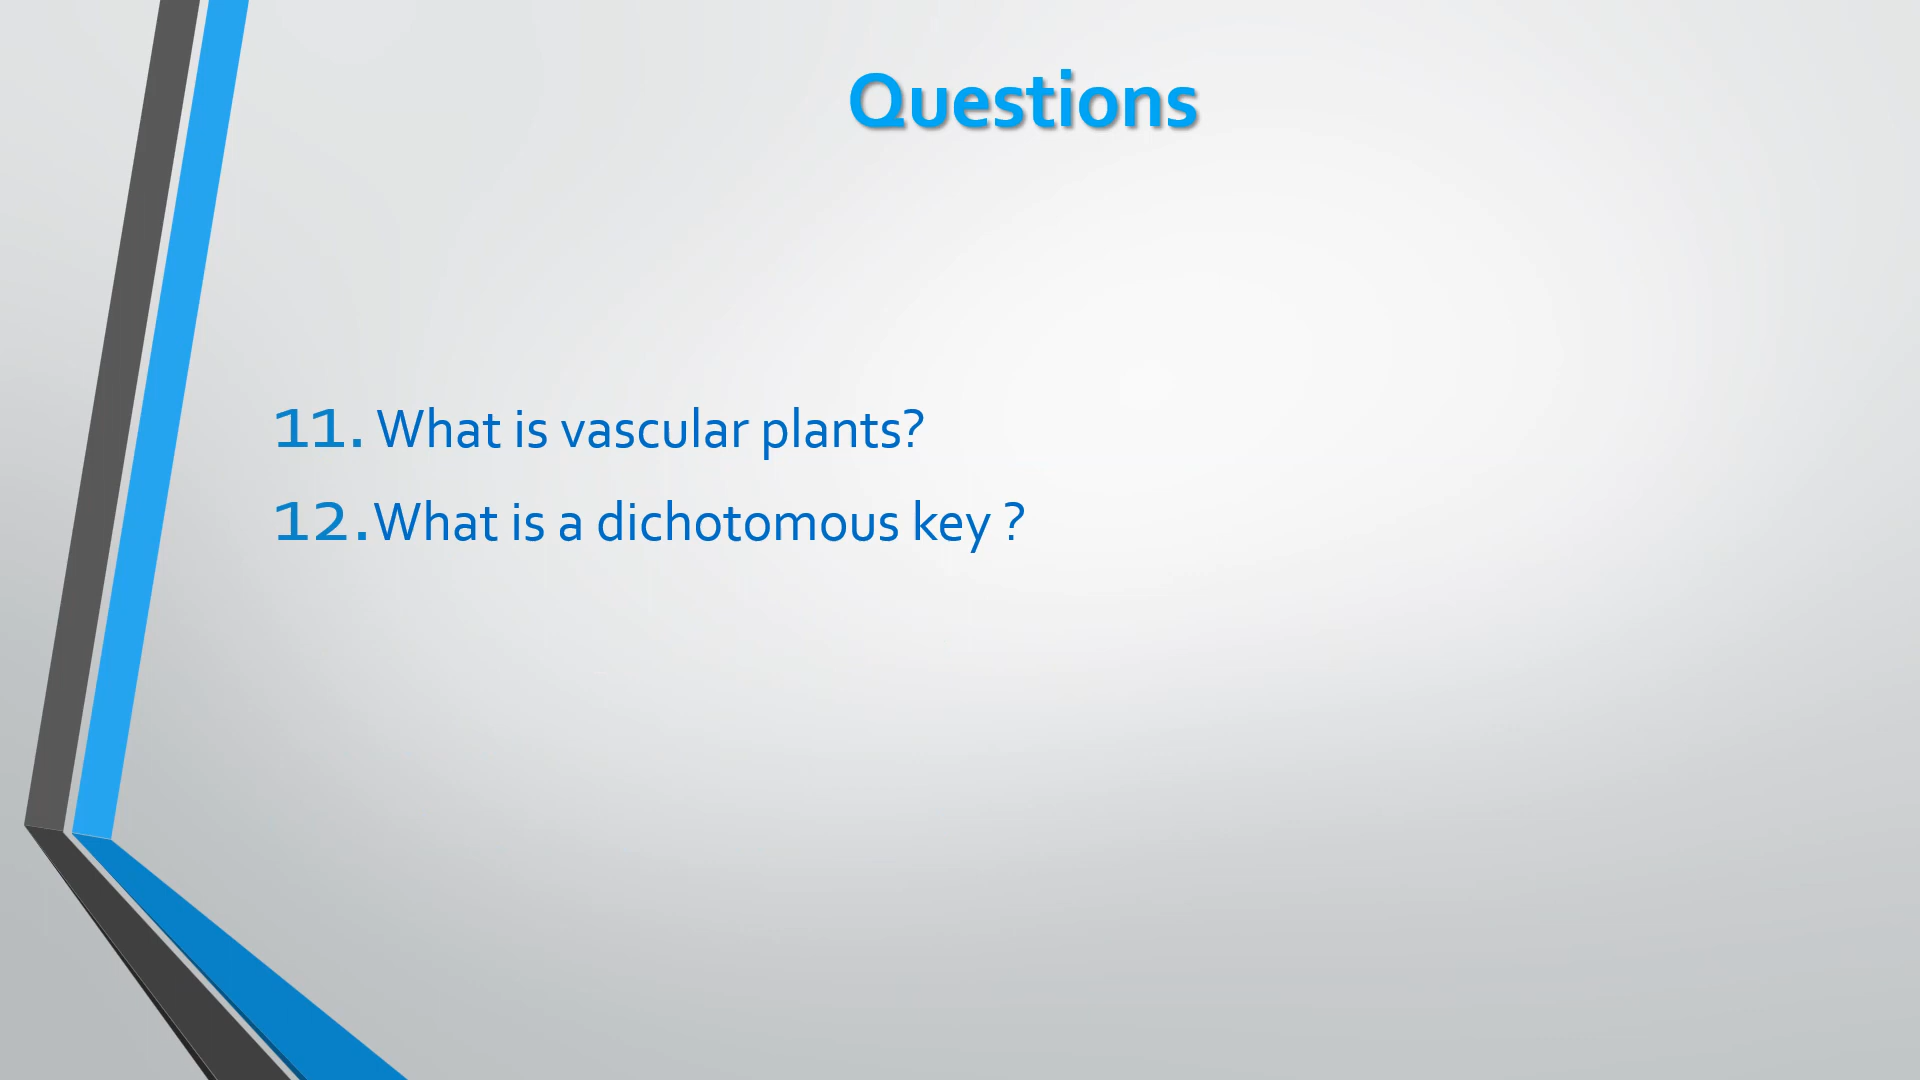 Questions
11. What is vascular plants?
12.What is a dichotomous key ?